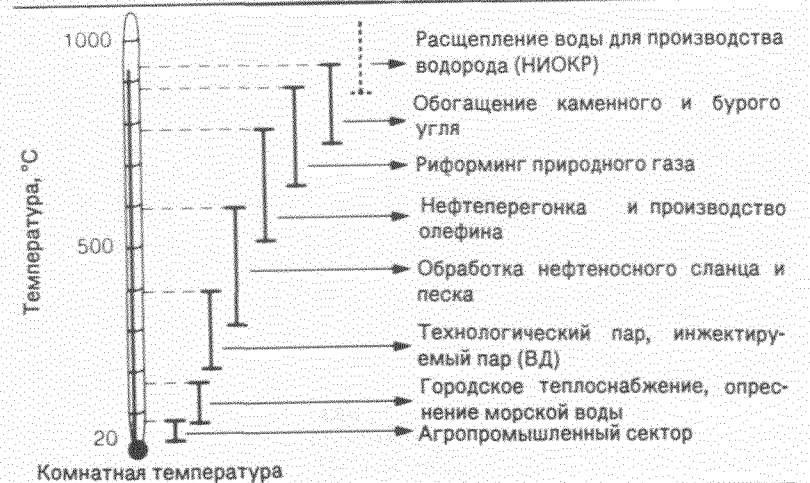 1000
Расщепление воды для производства
водорода (НИОКР)
Обогащение каменного и бурого
угля
Риформинг природного газа
Нефтеперегонка и производство
олефина
500
Температура, °С
Обработка нефтеносного сланца и
песка
Технологический пар, инжектиру-
емый пар (ВД)
Городское теплоснабжение, опрес-
нение морской воды
20
Агропромышленный сектор
Комнатная температура